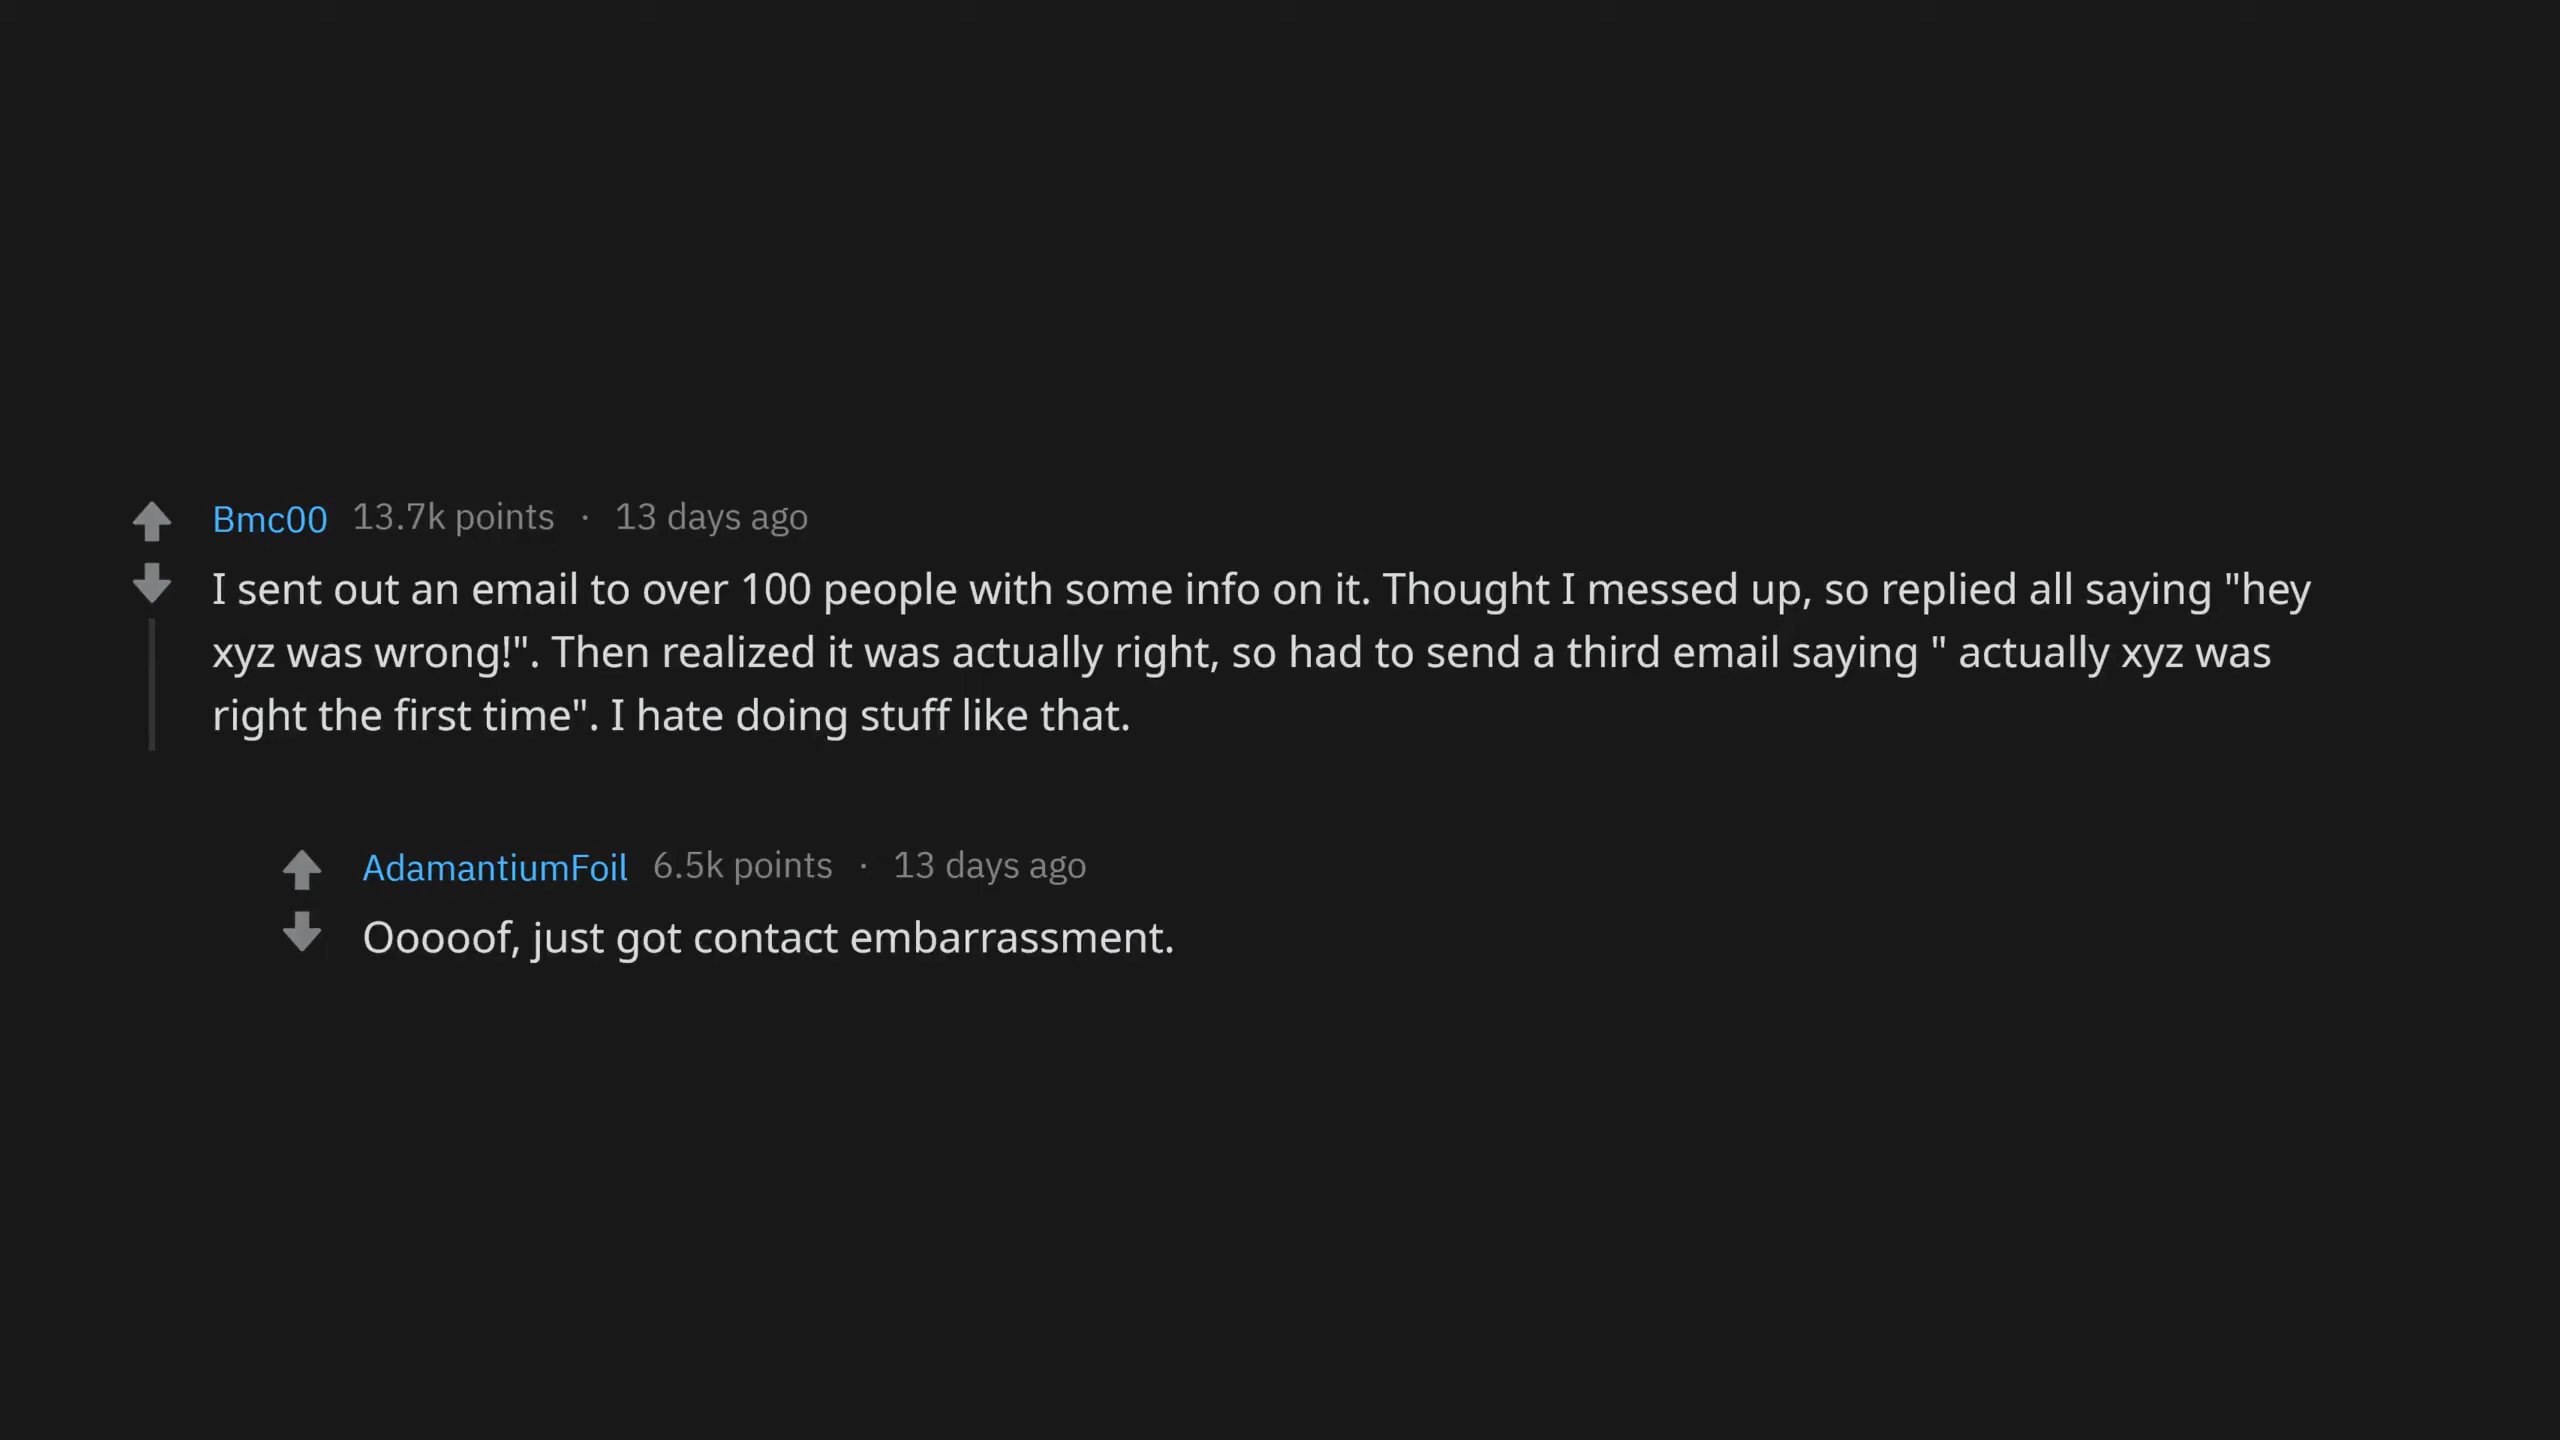 Bmc00 13.7k points · 13 days ago
I sent out an email to over 100 people with some info on it. Thought I messed up, so replied all saying "hey
xyz was wrong!". Then realized it was actually right, so had to send a third email saying " actually xyz was
right the first time". I hate doing stuff like that.
AdamantiumFoil 6.5k points · 13 days ago
Ooooof, just got contact embarrassment.